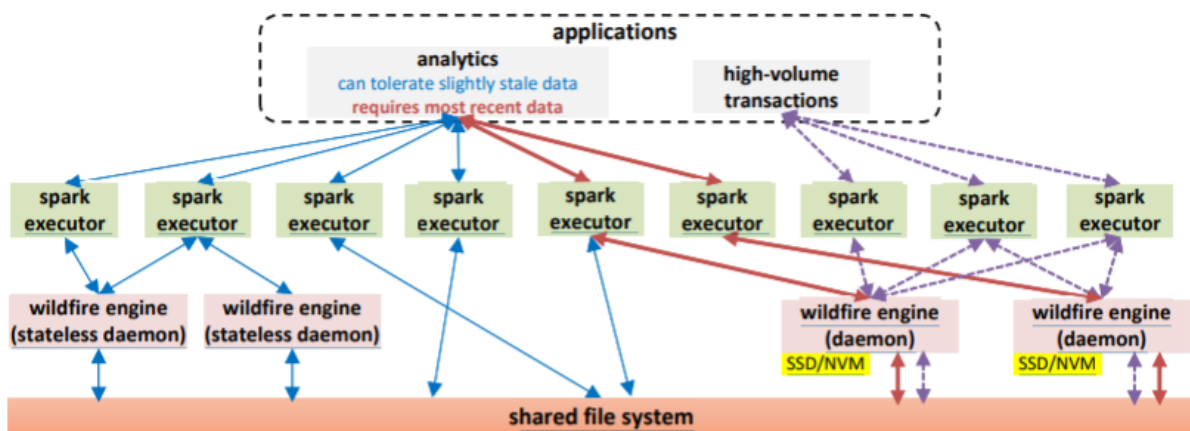 applications
analytics
can tolerate slightly stale data
requires most recent data
high-volume
transactions
spark
executor
spark
executor
spark
executor
spark
executor
spark
executor
spark
executor
spark
executor
spark
executor
spark
executor
wildfire engine
(stateless daemon)
wildfire engine
(stateless daemon)
wildfire engine
(daemon)
SSD/NVM
wildfire engine
(daemon)
SSD/NVM
shared file system